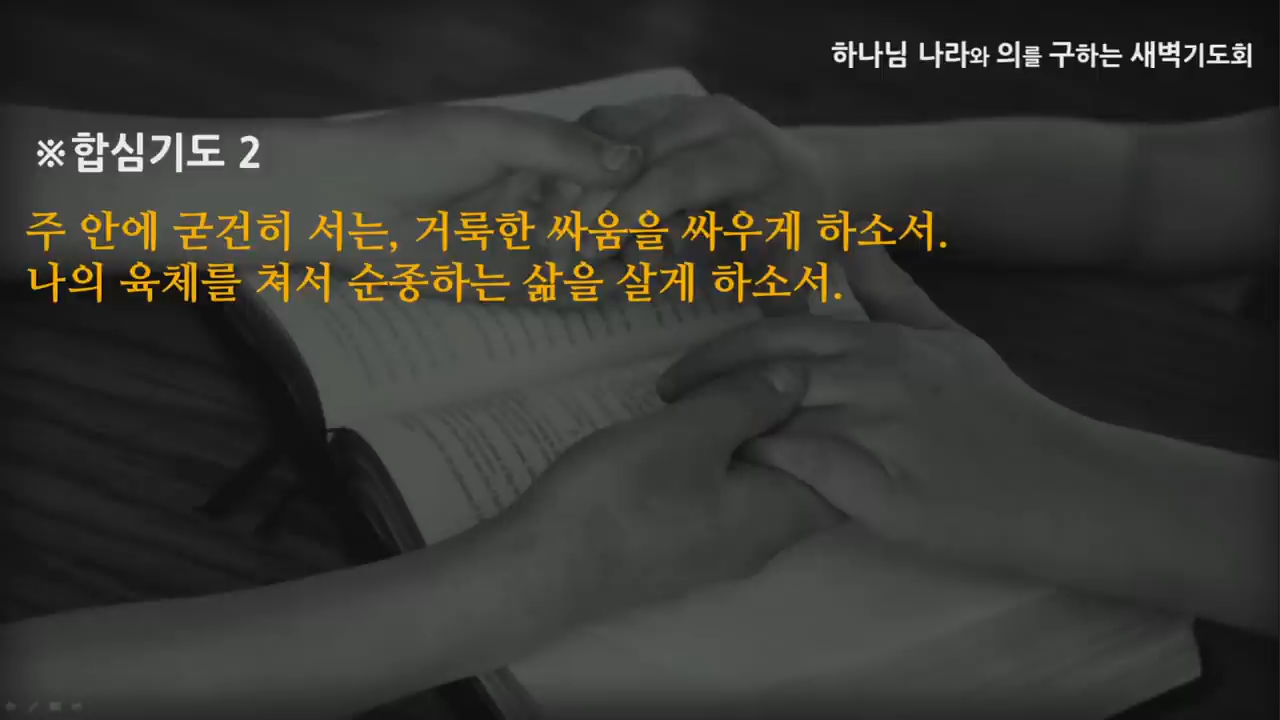 하나님 나라와 의를 구하는 새벽기도회
※합심기도 2
주 안에 굳건히 서는, 거룩한 싸움을 싸우게 하소서.
나의 육체를 쳐서 순종하는 삶을 살게 하소서.